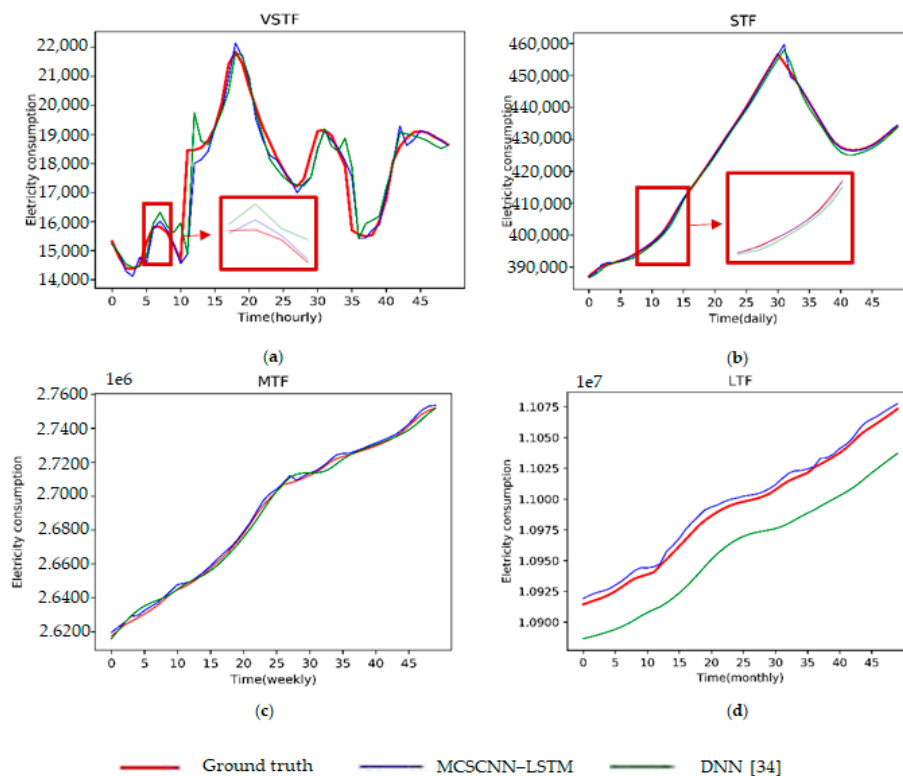 VSTF
22,000
21,000
20,000
19,000
18,000
17,000
16,000
15,000
14,000
Eletricity consumption
0 5 10 15 20 25 30 35 40 45
Time(hourly)
(a)
STF
460,000
450,000
440,000
430,000
420,000
410,000
400,000
390,000
Eletricity consumption
0 5 10 15 20 25 30 35 40 45
Time(daily)
(b)
MTF
1e6
2.7600
2.7400
2.7200
2.7000
2.6800
2.6600
2.6400
2.6200
Eletricity consumption
0 5 10 15 20 25 30 35 40 45
Time(weekly)
(c)
LTF
1e7
1.1075
1.1050
1.1025
1.1000
1.0975
1.0950
1.0925
1.0900
Eletricity consumption
0 5 10 15 20 25 30 35 40 45
Time(monthly)
(d)
Ground truth MCSCNN–LSTM DNN [34]